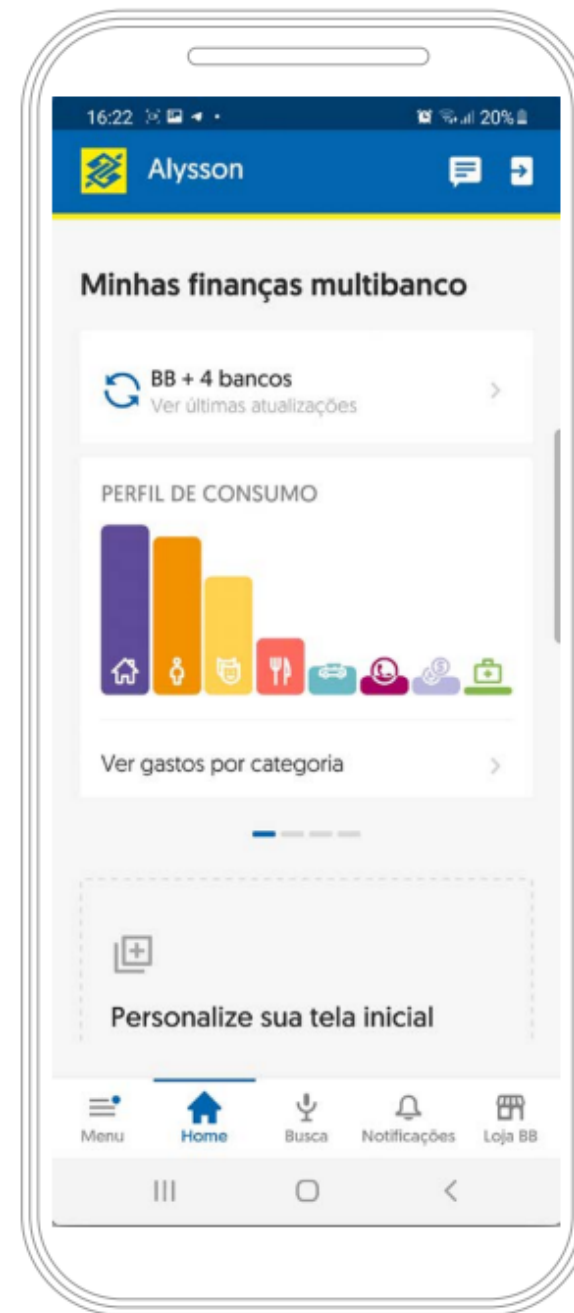 16:22
20%
Alysson
Minhas finanças multibanco
BB + 4 bancos
Ver últimas atualizações
PERFIL DE CONSUMO
Ver gastos por categoria
Personalize sua tela inicial
Menu
Home
Busca
Notificações
Loja BB